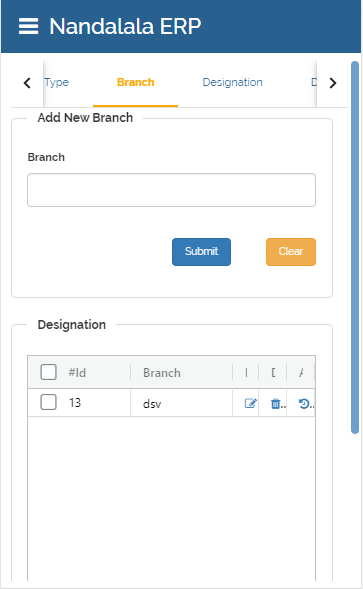 Nandalala ERP
Type Branch Designation D
Add New Branch
Branch
Submit Clear
Designation
#Id Branch
13 dsv